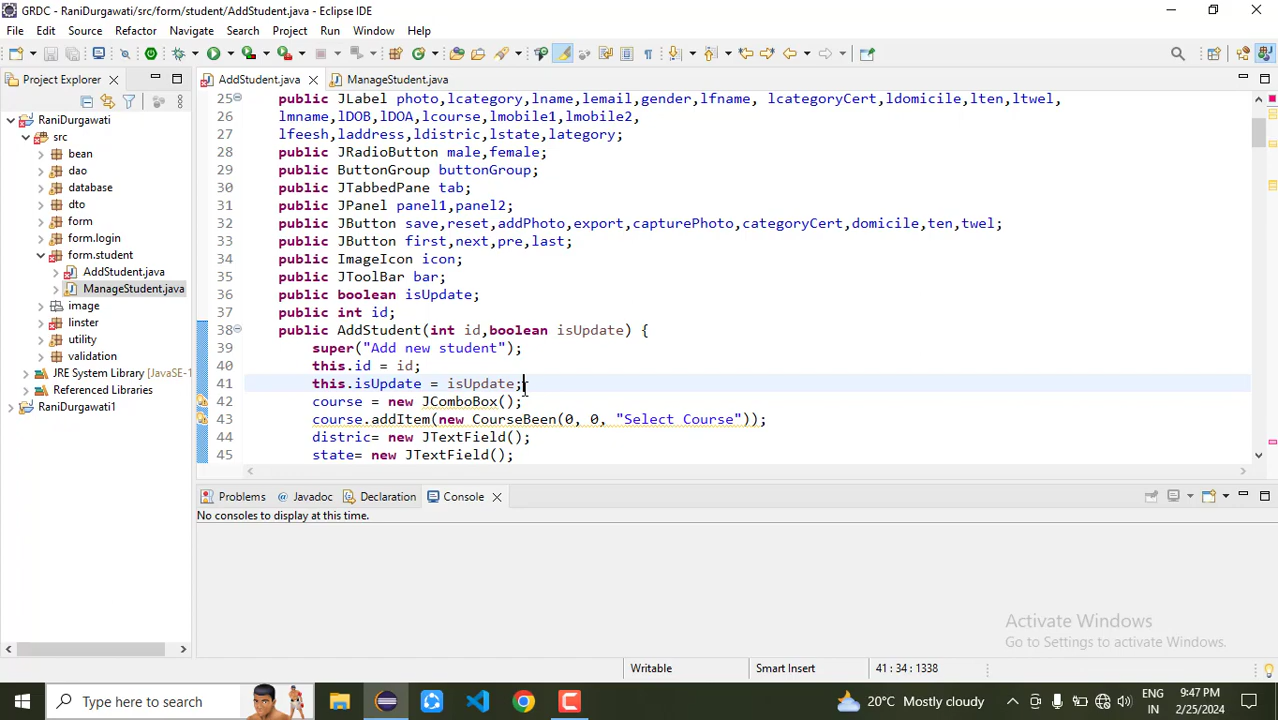 GRDC - RaniDurgawati/src/form/student/AddStudent.java - Eclipse IDE
File Edit Source Refactor Navigate Search Project Run Window Help
Project Explorer
AddStudent.java
ManageStudent.java
RaniDurgawati
src
bean
dao
database
dto
form
form.login
form.student
AddStudent.java
ManageStudent.java
image
linster
utility
validation
JRE System Library [JavaSE-1
Referenced Libraries
RaniDurgawati1
25 public JLabel photo,lcategory,lname,lemail,gender,lfname, lcategoryCert,ldomicile,lten,ltwel,
26 lmname,lDOB,lDOA,lcourse,lmobile1,lmobile2,
27 lfeesh,laddress,ldistric,lstate,lategory;
28 public JRadioButton male,female;
29 public ButtonGroup buttonGroup;
30 public JTabbedPane tab;
31 public JPanel panel1,panel2;
32 public JButton save,reset,addPhoto,export,capturePhoto,categoryCert,domicile,ten,twel;
33 public JButton first,next,pre,last;
34 public ImageIcon icon;
35 public JToolBar bar;
36 public boolean isUpdate;
37 public int id;
38 public AddStudent(int id,boolean isUpdate) {
39 super("Add new student");
40 this.id = id;
41 this.isUpdate = isUpdate;
42 course = new JComboBox();
43 course.addItem(new CourseBeen(0, 0, "Select Course"));
44 distric= new JTextField();
45 state= new JTextField();
Problems Javadoc Declaration Console
No consoles to display at this time.
Activate Windows
Go to Settings to activate Windows.
Writable Smart Insert 41 : 34 : 1338
Type here to search
20°C Mostly cloudy
ENG
IN
9:47 PM
2/25/2024